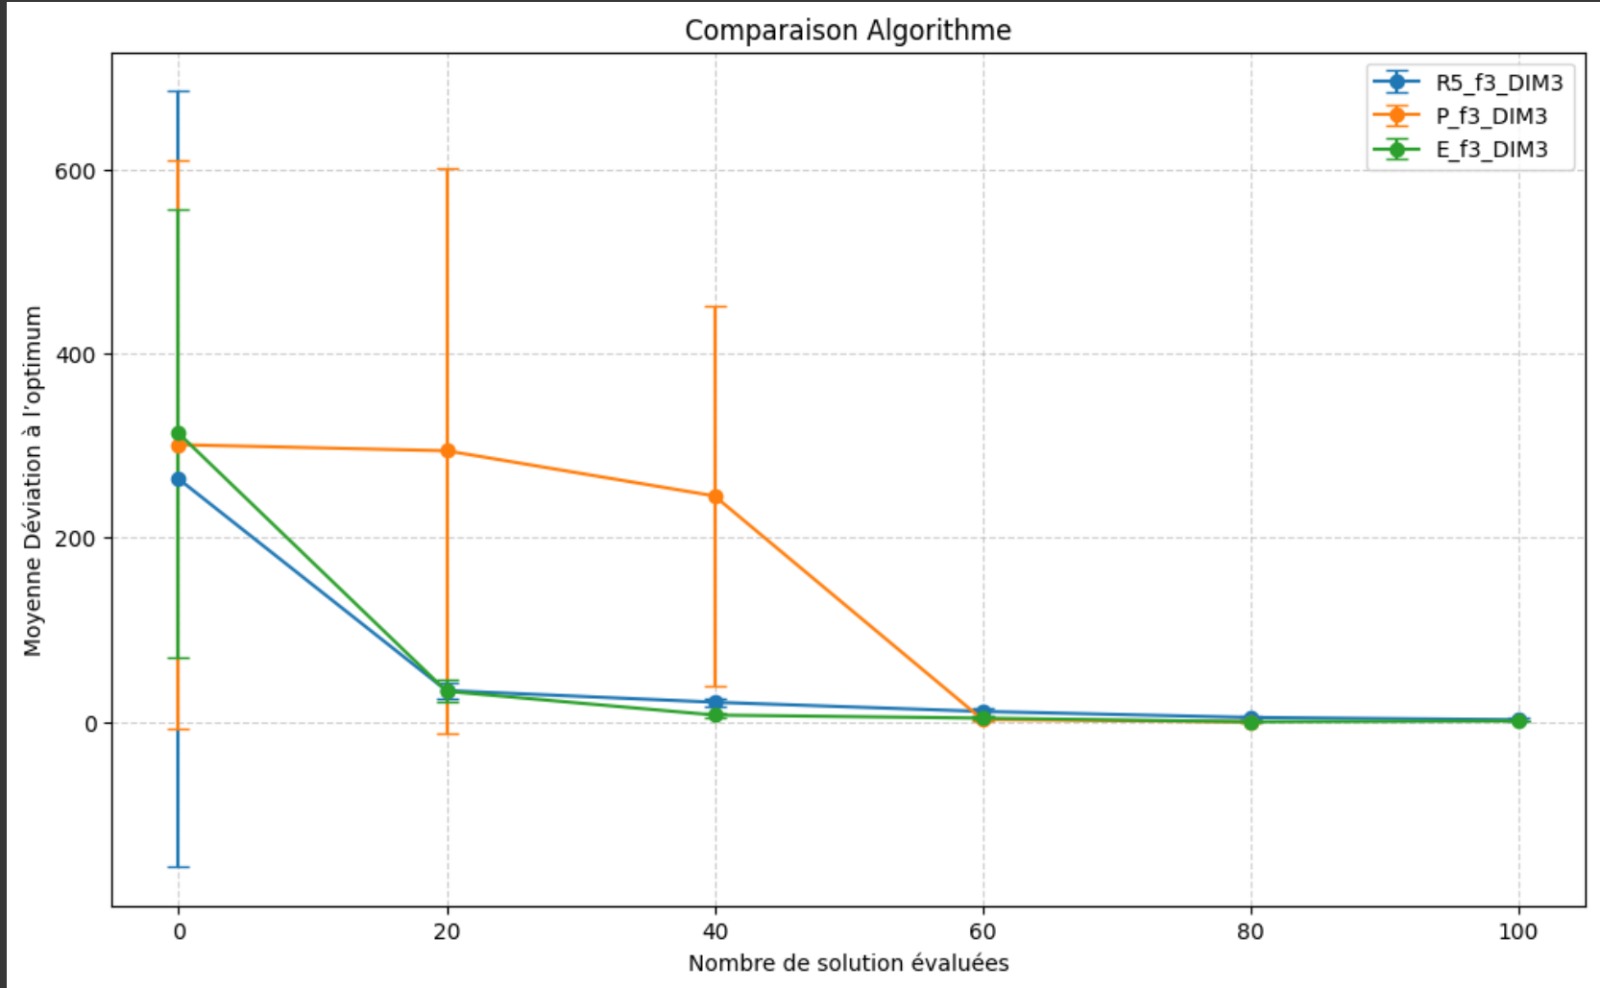 Comparaison Algorithme
R5_f3_DIM3
P_f3_DIM3
E_f3_DIM3
Moyenne Déviation à l'optimum
600
400
200
0
0 20 40 60 80 100
Nombre de solution évaluées